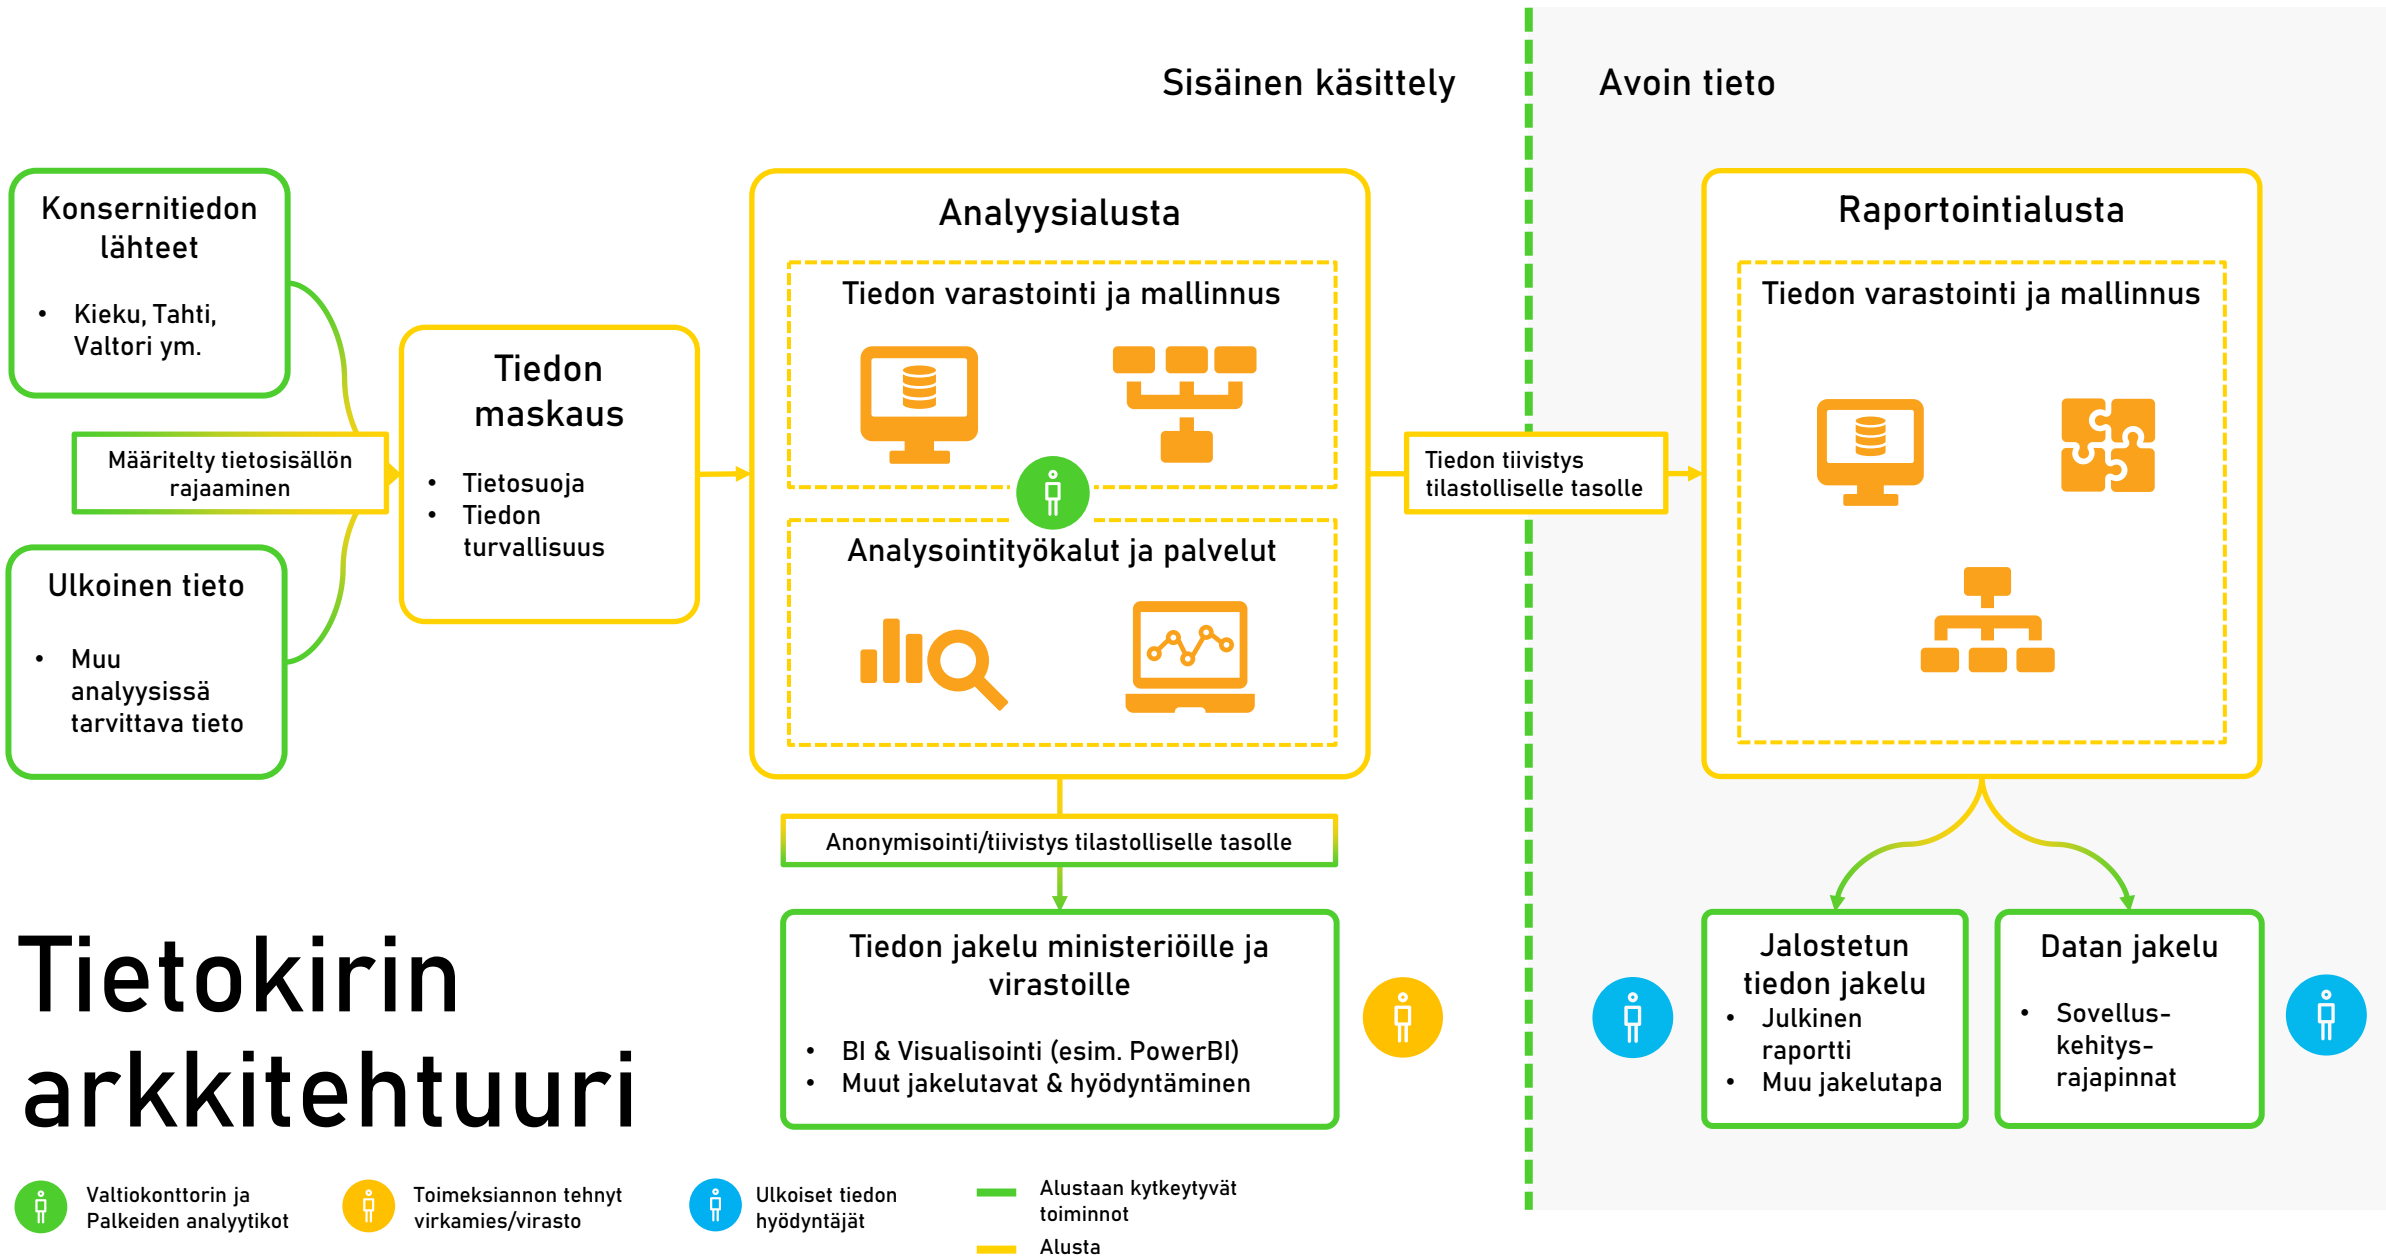 Sisäinen käsittely
Avoin tieto
Konsernitiedon
lähteet
• Kieku, Tahti,
Valtori ym.
Määritelty tietosisällön
rajaaminen
Ulkoinen tieto
• Muu
analyysissä
tarvittava tieto
Tiedon
maskaus
• Tietosuoja
• Tiedon
turvallisuus
Analyysialusta
Tiedon varastointi ja mallinnus
Analysointityökalut ja palvelut
Tiedon tiivistys
tilastolliselle tasolle
Raportointialusta
Tiedon varastointi ja mallinnus
Anonymisointi/tiivistys tilastolliselle tasolle
Tiedon jakelu ministeriöille ja
virastoille
• BI & Visualisointi (esim. PowerBI)
• Muut jakelutavat & hyödyntäminen
Jalostetun
tiedon jakelu
• Julkinen
raportti
• Muu jakelutapa
Datan jakelu
• Sovellus-
kehitys-
rajapinnat
Tietokirin
arkkitehtuuri
Valtiokonttorin ja
Palkeiden analyytikot
Toimeksiannon tehnyt
virkamies/virasto
Ulkoiset tiedon
hyödyntäjät
Alustaan kytkeytyvät
toiminnot
Alusta